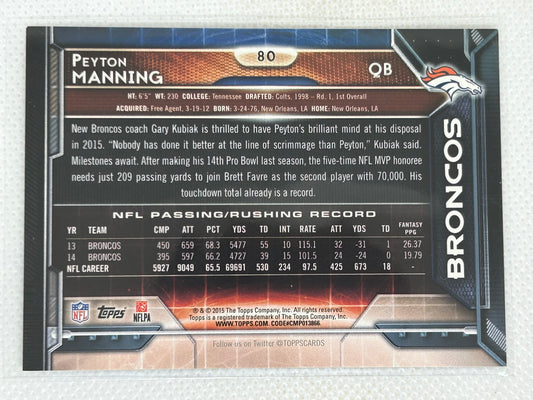 80
PEYTON
MANNING
QB
HT: 6'5" WT: 230 COLLEGE: Tennessee DRAFTED: Colts, 1998 – Rd. 1, 1st Overall
ACQUIRED: Free Agent, 3-19-12 BORN: 3-24-76, New Orleans, LA HOME: New Orleans, LA
New Broncos coach Gary Kubiak is thrilled to have Peyton's brilliant mind at his disposal
in 2015. "Nobody has done it better at the line of scrimmage than Peyton," Kubiak said.
Milestones await. After making his 14th Pro Bowl last season, the five-time NFL MVP honoree
needs just 209 passing yards to join Brett Favre as the second player with 70,000. His
touchdown total already is a record.
NFL PASSING/RUSHING RECORD
YR TEAM CMP ATT PCT YDS TD INT RATE ATT YDS TD FANTASY PPG
13 BRONCOS 450 659 68.3 5477 55 10 115.1 32 -31 1 26.37
14 BRONCOS 395 597 66.2 4727 39 15 101.5 24 -24 0 19.79
NFL CAREER 5927 9049 65.5 69691 530 234 97.5 425 673 18 -
BRONCOS
NFL
Topps
NFLPA
® & © 2015 The Topps Company, Inc. All rights reserved.
Topps is a registered trademark of The Topps Company, Inc.
WWW.TOPPS.COM. CODE#CMP013866.
Follow us on Twitter @TOPPSCARDS